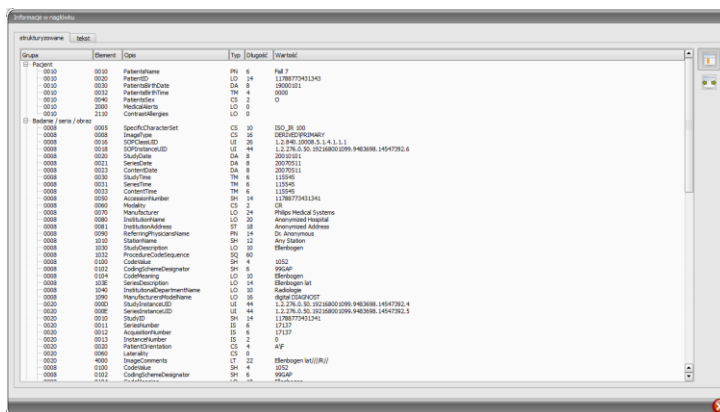 Informacje w nagłówku
strukturyzowane tekst
Grupa Element Opis Typ Długość Wartość
Pacjent
0010 0010 PatientsName PN 6 Fall 7
0010 0020 PatientID LO 14 11788773431343
0010 0030 PatientsBirthDate DA 8 19000101
0010 0032 PatientsBirthTime TM 4 0000
0010 0040 PatientsSex CS 2 O
0010 2000 MedicalAlerts LO 0
0010 2110 ContrastAllergies LO 0
Badanie / seria / obraz
0008 0005 SpecificCharacterSet CS 10 ISO_IR 100
0008 0008 ImageType CS 16 DERIVED\PRIMARY
0008 0016 SOPClassUID UI 26 1.2.840.10008.5.1.4.1.1.1
0008 0018 SOPInstanceUID UI 44 1.2.276.0.50.192168001099.9483698.14547392.6
0008 0020 StudyDate DA 8 20010101
0008 0021 SeriesDate DA 8 20070511
0008 0023 ContentDate DA 8 20070511
0008 0030 StudyTime TM 6 115545
0008 0031 SeriesTime TM 6 115545
0008 0033 ContentTime TM 6 115545
0008 0050 AccessionNumber SH 14 11788773431341
0008 0060 Modality CS 2 CR
0008 0070 Manufacturer LO 24 Philips Medical Systems
0008 0080 InstitutionName LO 20 Anonymized Hospital
0008 0081 InstitutionAddress ST 18 Anonymized Address
0008 0090 ReferringPhysiciansName PN 14 Dr. Anonymous
0008 1010 StationName SH 12 Any Station
0008 1030 StudyDescription LO 10 Ellenbogen
0008 1032 ProcedureCodeSequence SQ 60
0008 0100 CodeValue SH 4 1052
0008 0102 CodingSchemeDesignator SH 6 99GAP
0008 0104 CodeMeaning LO 10 Ellenbogen
0008 103E SeriesDescription LO 14 Ellenbogen lat
0008 1040 InstitutionalDepartmentName LO 10 Radiologie
0008 1090 ManufacturersModelName LO 16 digital DIAGNOST
0020 000D StudyInstanceUID UI 44 1.2.276.0.50.192168001099.9483698.14547392.4
0020 000E SeriesInstanceUID UI 44 1.2.276.0.50.192168001099.9483698.14547392.5
0020 0010 StudyID SH 14 11788773431341
0020 0011 SeriesNumber IS 6 17137
0020 0012 AcquisitionNumber IS 6 17137
0020 0013 InstanceNumber IS 2 0
0020 0020 PatientOrientation CS 4 A\F
0020 0060 Laterality CS 0
0020 4000 ImageComments LT 22 Ellenbogen lat///JR//
0008 0100 CodeValue SH 4 1052
0008 0102 CodingSchemeDesignator SH 6 99GAP